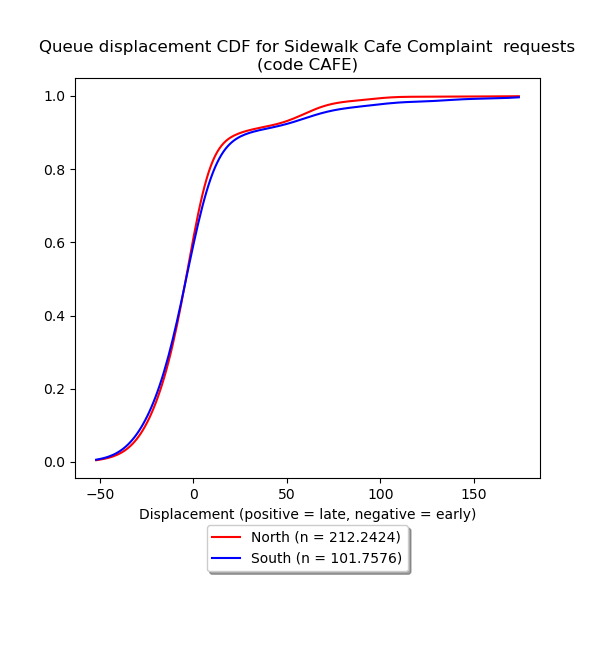 Queue displacement CDF for Sidewalk Cafe Complaint  requests
(code CAFE)
1.0
0.8
0.6
0.4
0.2
0.0
−50 0 50 100 150
Displacement (positive = late, negative = early)
North (n = 212.2424)
South (n = 101.7576)